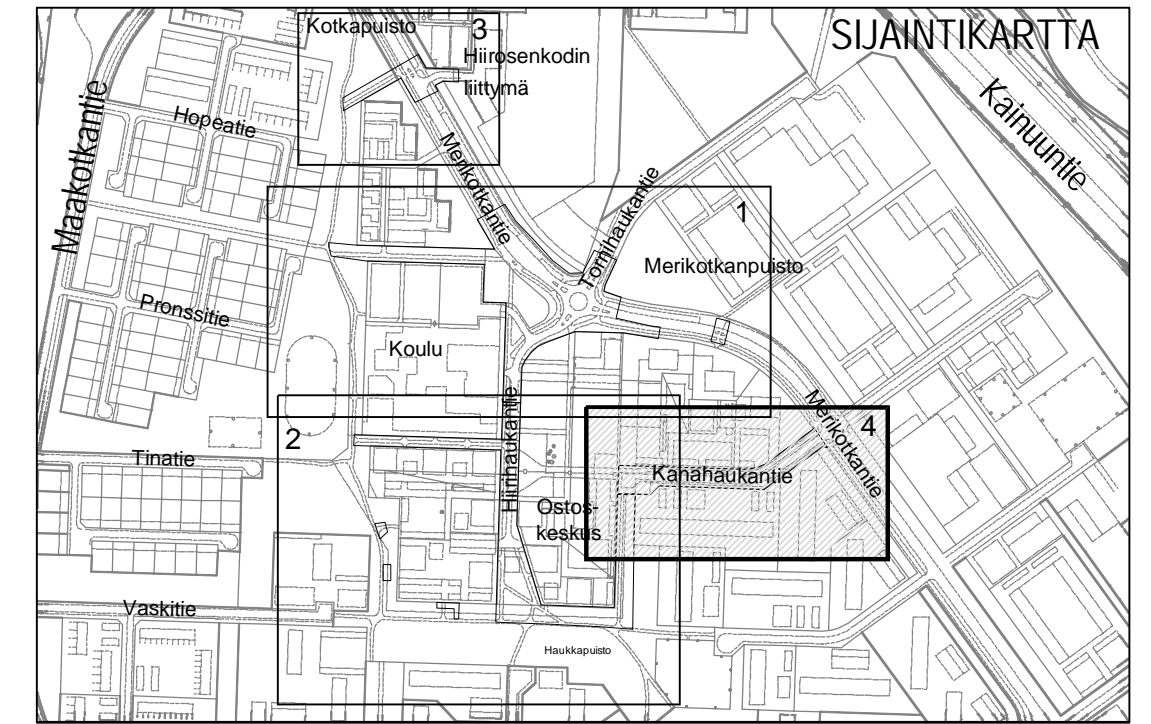 SIJAINTIKARTTA
Kotkapuisto
3
Hiirosenkodin
liittymä
Kainuuntie
Maakotkantie
Hopeatie
Merikotkantie
Tornihaukantie
1
Merikotkanpuisto
Pronssitie
Koulu
Hiirihaukantie
Merikotkantie
4
2
Tinatie
Kanahaukantie
Ostos-
keskus
Vaskitie
Haukkapuisto